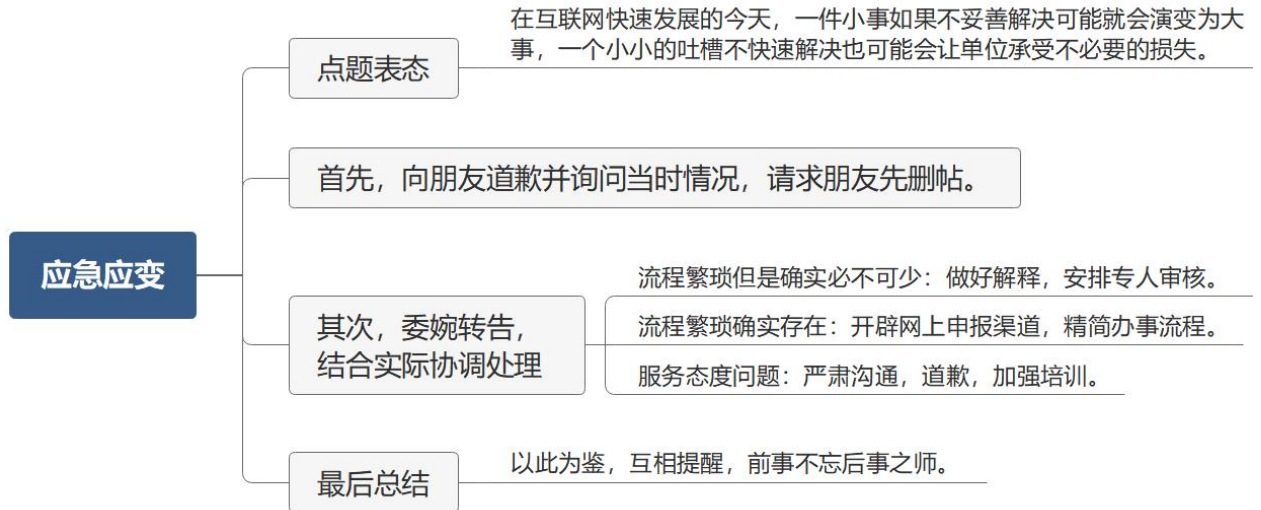 应急应变
点题表态
在互联网快速发展的今天，一件小事如果不妥善解决可能就会演变为大
事，一个小小的吐槽不快速解决也可能会让单位承受不必要的损失。
首先，向朋友道歉并询问当时情况，请求朋友先删帖。
其次，委婉转告，
结合实际协调处理
流程繁琐但是确实必不可少：做好解释，安排专人审核。
流程繁琐确实存在：开辟网上申报渠道，精简办事流程。
服务态度问题：严肃沟通，道歉，加强培训。
最后总结
以此为鉴，互相提醒，前事不忘后事之师。